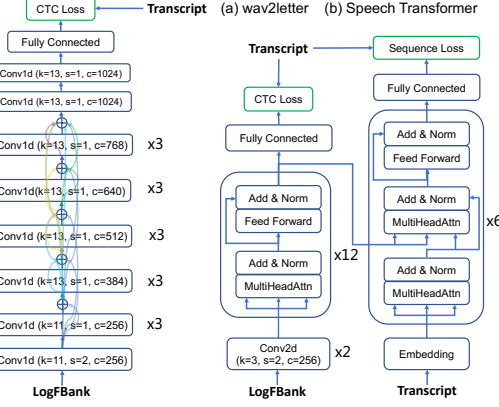 CTC Loss
Transcript
(a) wav2letter
(b) Speech Transformer
Fully Connected
Conv1d (k=13, s=1, c=1024)
Conv1d (k=13, s=1, c=1024)
Conv1d (k=13, s=1, c=768)
x3
Conv1d(k=13, s=1, c=640)
x3
Conv1d (k=13, s=1, c=512)
x3
Conv1d (k=13, s=1, c=384)
x3
Conv1d (k=11, s=1, c=256)
x3
Conv1d (k=11, s=2, c=256)
LogFBank
Transcript
CTC Loss
Fully Connected
Add & Norm
Feed Forward
x12
Add & Norm
MultiHeadAttn
Conv2d
(k=3, s=2, c=256)
x2
LogFBank
Sequence Loss
Fully Connected
Add & Norm
Feed Forward
Add & Norm
MultiHeadAttn
x6
Add & Norm
MultiHeadAttn
Embedding
Transcript